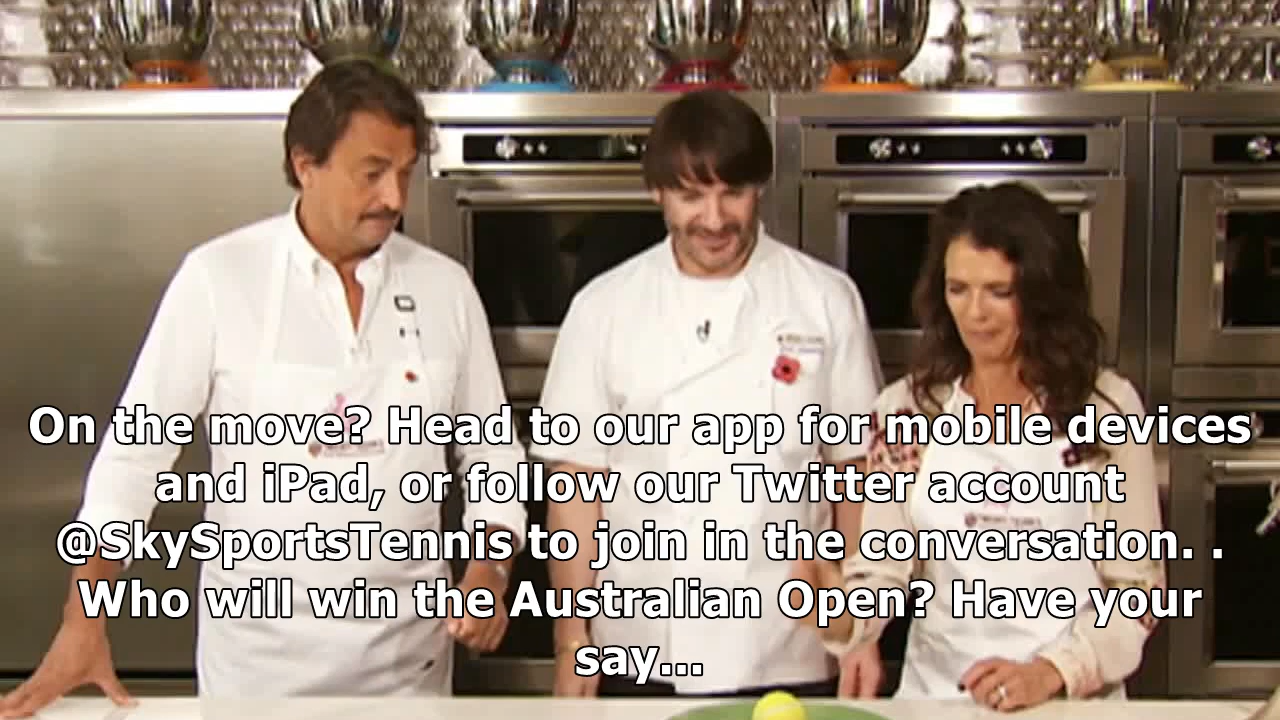 On the move? Head to our app for mobile devices
and iPad, or follow our Twitter account
@SkySportsTennis to join in the conversation. .
Who will win the Australian Open? Have your
say...